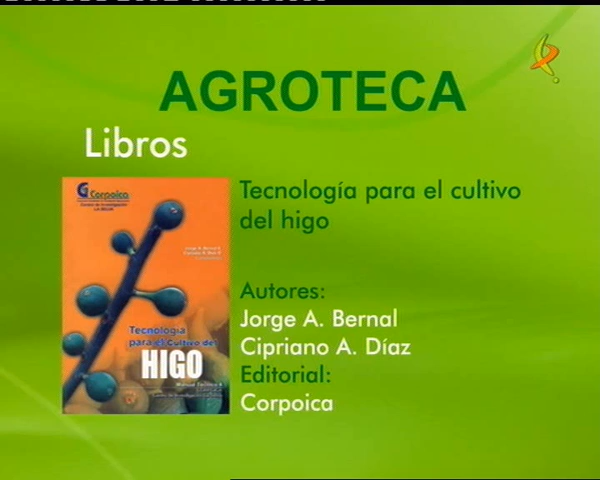 AGROTECA
Libros
Corpoica
Tecnología para el cultivo
del higo
Autores:
Jorge A. Bernal
Cipriano A. Díaz
Editorial:
Corpoica
Tecnología
para el Cultivo del
HIGO